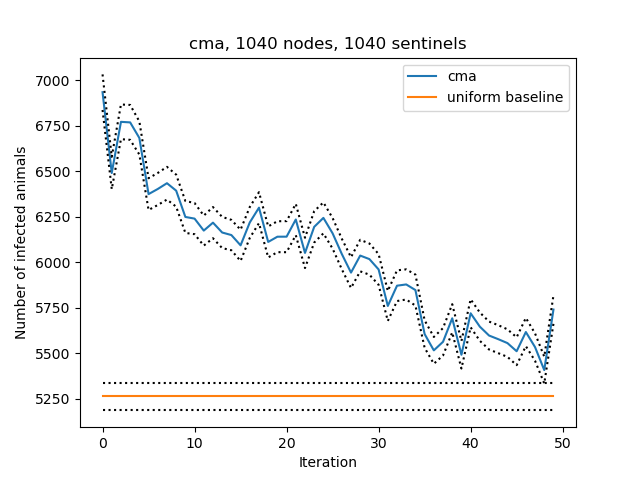 cma, 1040 nodes, 1040 sentinels
cma
uniform baseline
Number of infected animals
7000
6750
6500
6250
6000
5750
5500
5250
0 10 20 30 40 50
Iteration